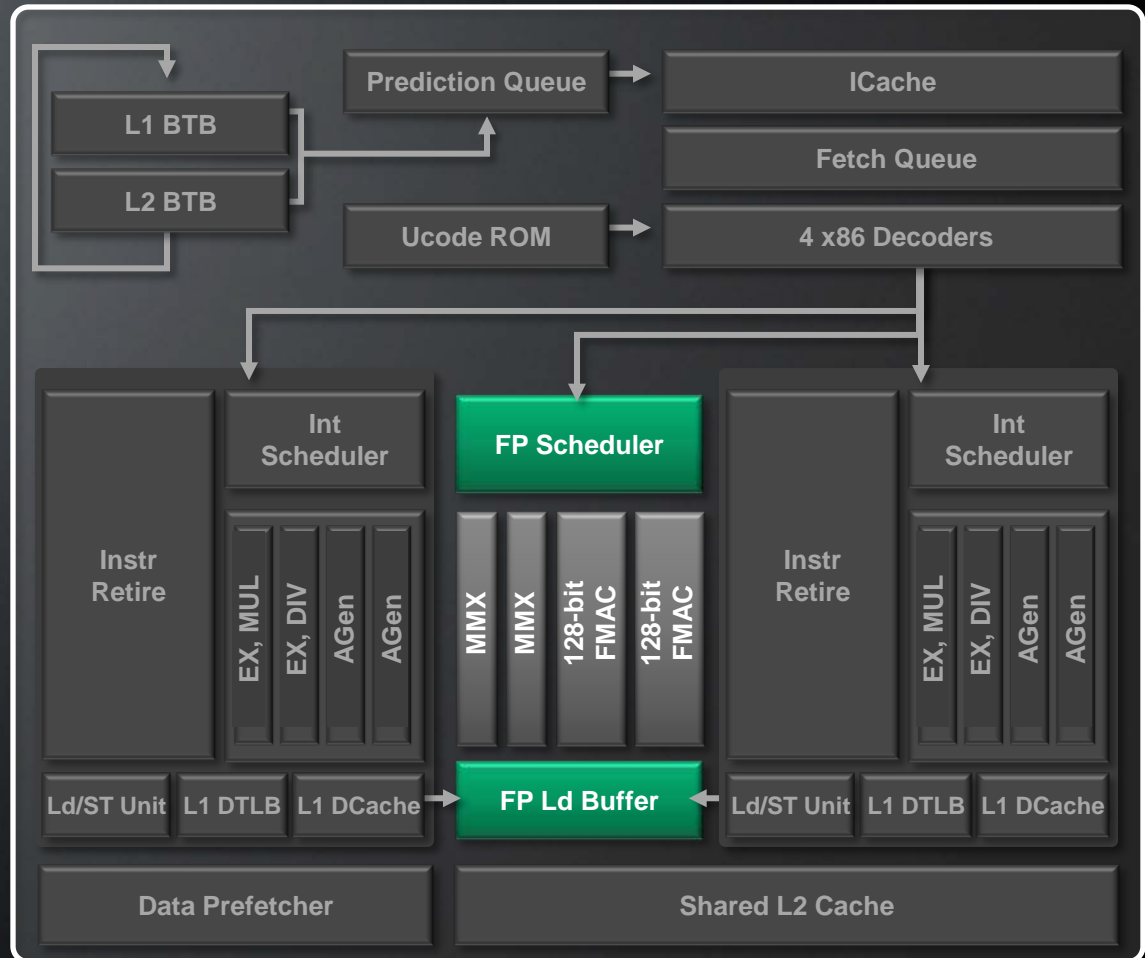 Prediction Queue
ICache
L1 BTB
Fetch Queue
L2 BTB
Ucode ROM
4 x86 Decoders
Instr
Retire
Int
Scheduler
EX, MUL
EX, DIV
AGen
AGen
Ld/ST Unit
L1 DTLB
L1 DCache
FP Scheduler
MMX
MMX
128-bit
FMAC
128-bit
FMAC
FP Ld Buffer
Instr
Retire
Int
Scheduler
EX, MUL
EX, DIV
AGen
AGen
Ld/ST Unit
L1 DTLB
L1 DCache
Data Prefetcher
Shared L2 Cache